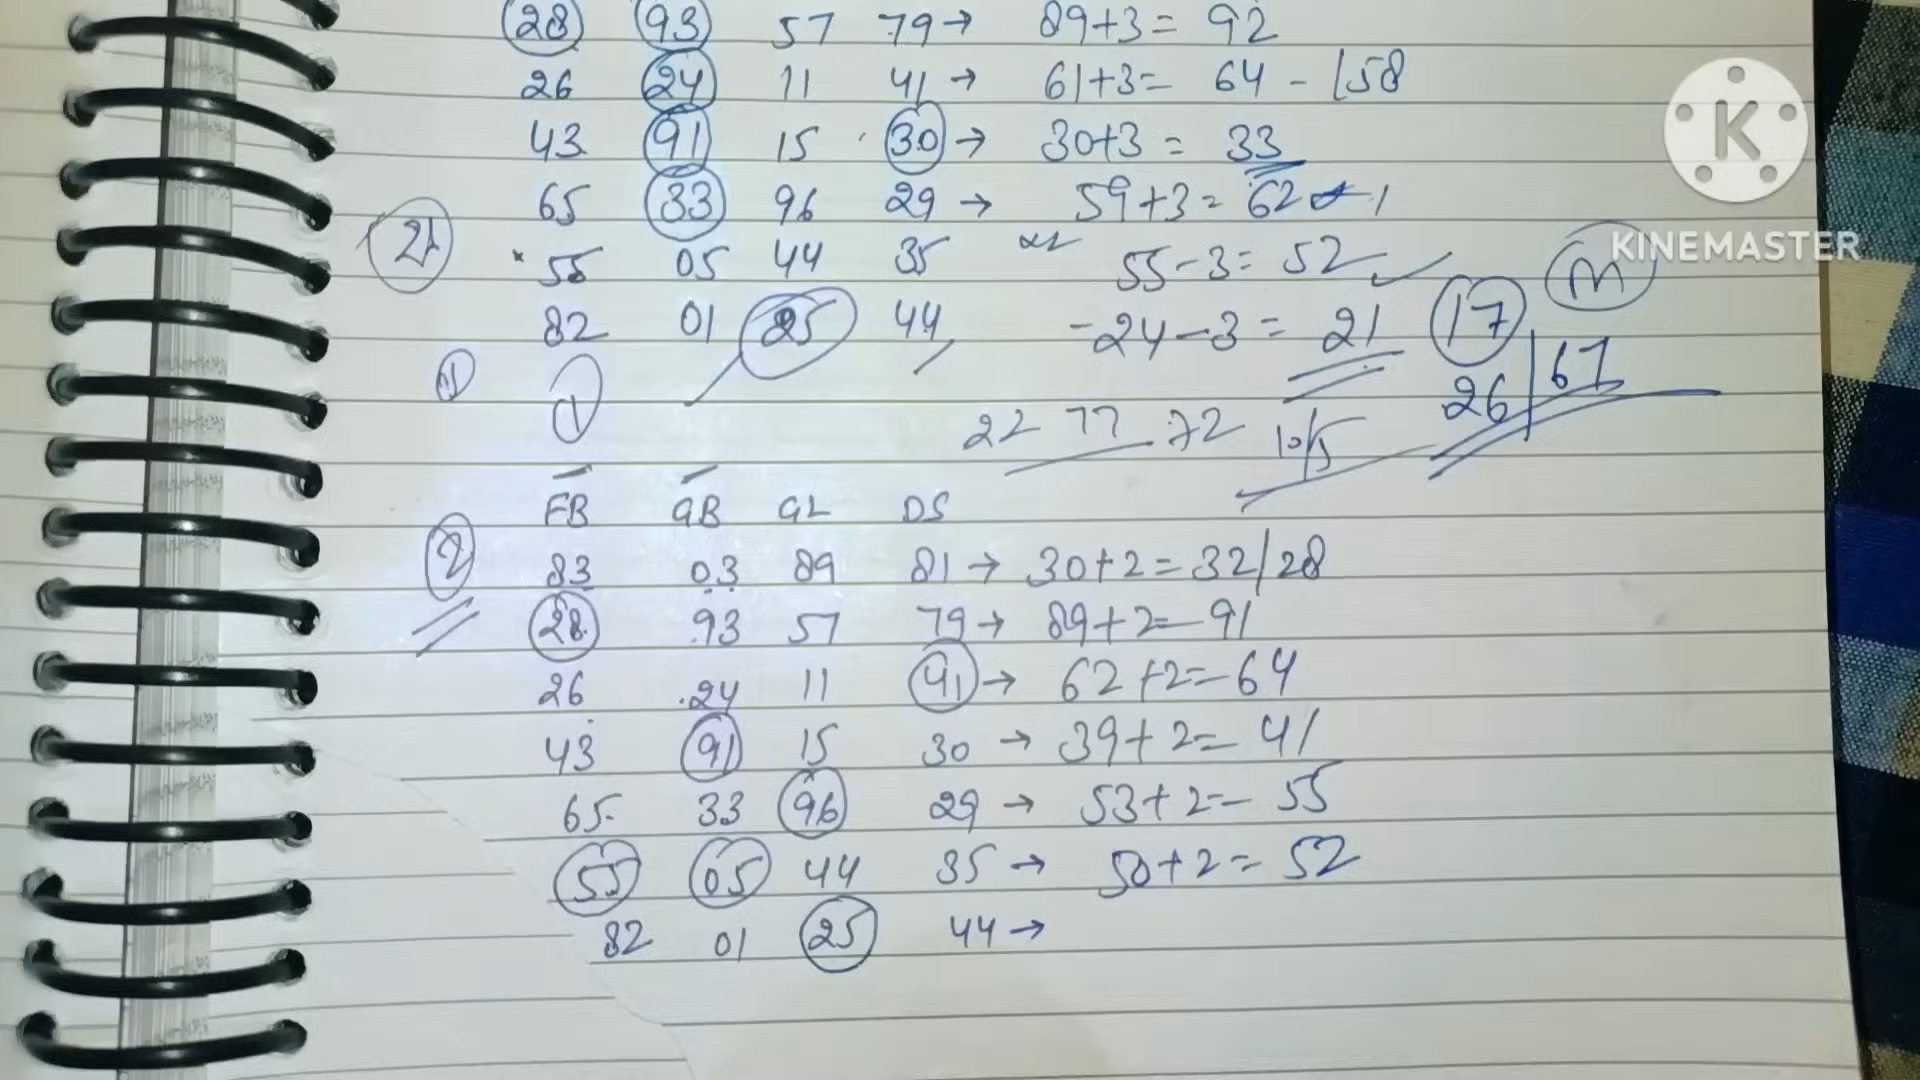 28 93 57 79 → 89+3= 92
26 24 11 41 → 61+3= 64 - 158
43 91 15 30 → 30+3 = 33
65 33 96 29 → 59+3= 62 1
21 55 05 44 35 55-3= 52
82 01 25 44 -24-3 = 21 17 m
1 1 26|67
22 77 72 10/5
FB GB GL DS
2 83 03 89 81 → 30+2=32/28
28 93 57 79 → 89+2=91
26 24 11 41 → 62+2=64
43 91 15 30 → 39+2=41
65 33 96 29 → 53+2= 55
55 05 44 35 → 50+2= 52
82 01 25 44 →
K
KINEMASTER